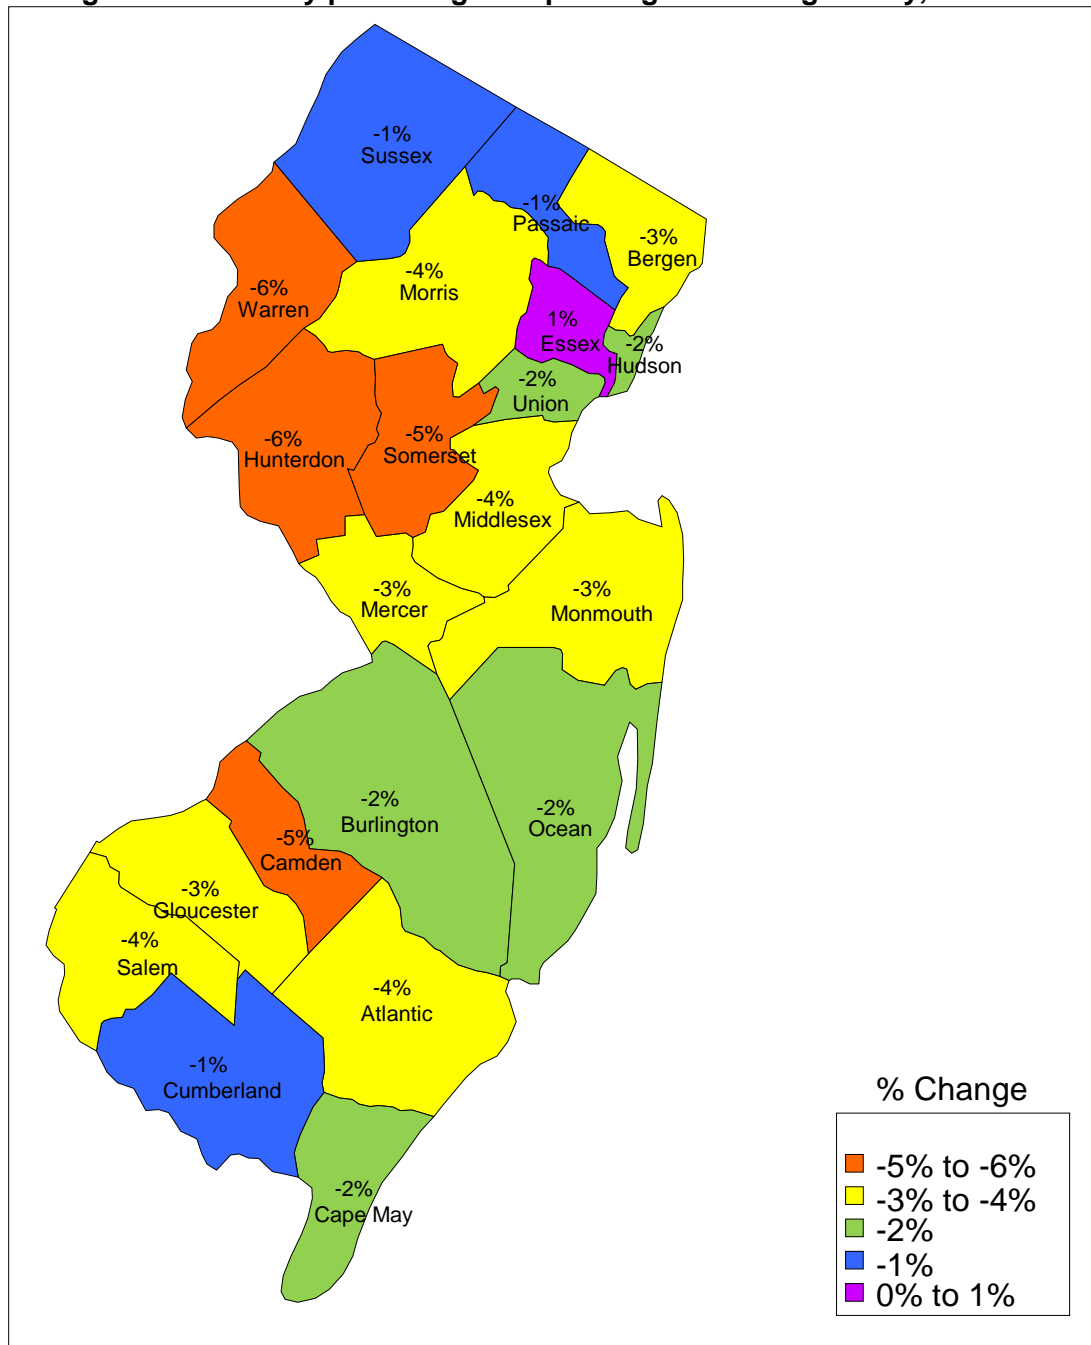 -1%
Sussex
-1%
Passaic
-3%
Bergen
-4%
Morris
-6%
Warren
1%
Essex
-2%
Hudson
-2%
Union
-6%
Hunterdon
-5%
Somerset
-4%
Middlesex
-3%
Mercer
-3%
Monmouth
-2%
Burlington
-2%
Ocean
-5%
Camden
-3%
Gloucester
-4%
Salem
-4%
Atlantic
-1%
Cumberland
-2%
Cape May
% Change
-5% to -6%
-3% to -4%
-2%
-1%
0% to 1%